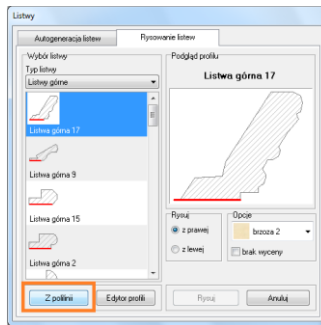 Listwy
Autogeneracja listew
Rysowanie listew
Wybór listwy
Typ listwy
Listwy górne
Listwa górna 17
Listwa górna 9
Listwa górna 15
Listwa górna 2
Z polilinii
Edytor profili
Podgląd profilu
Listwa górna 17
Rysuj
z prawej
z lewej
Opcje
brzoza 2
brak wyceny
Rysuj
Anuluj